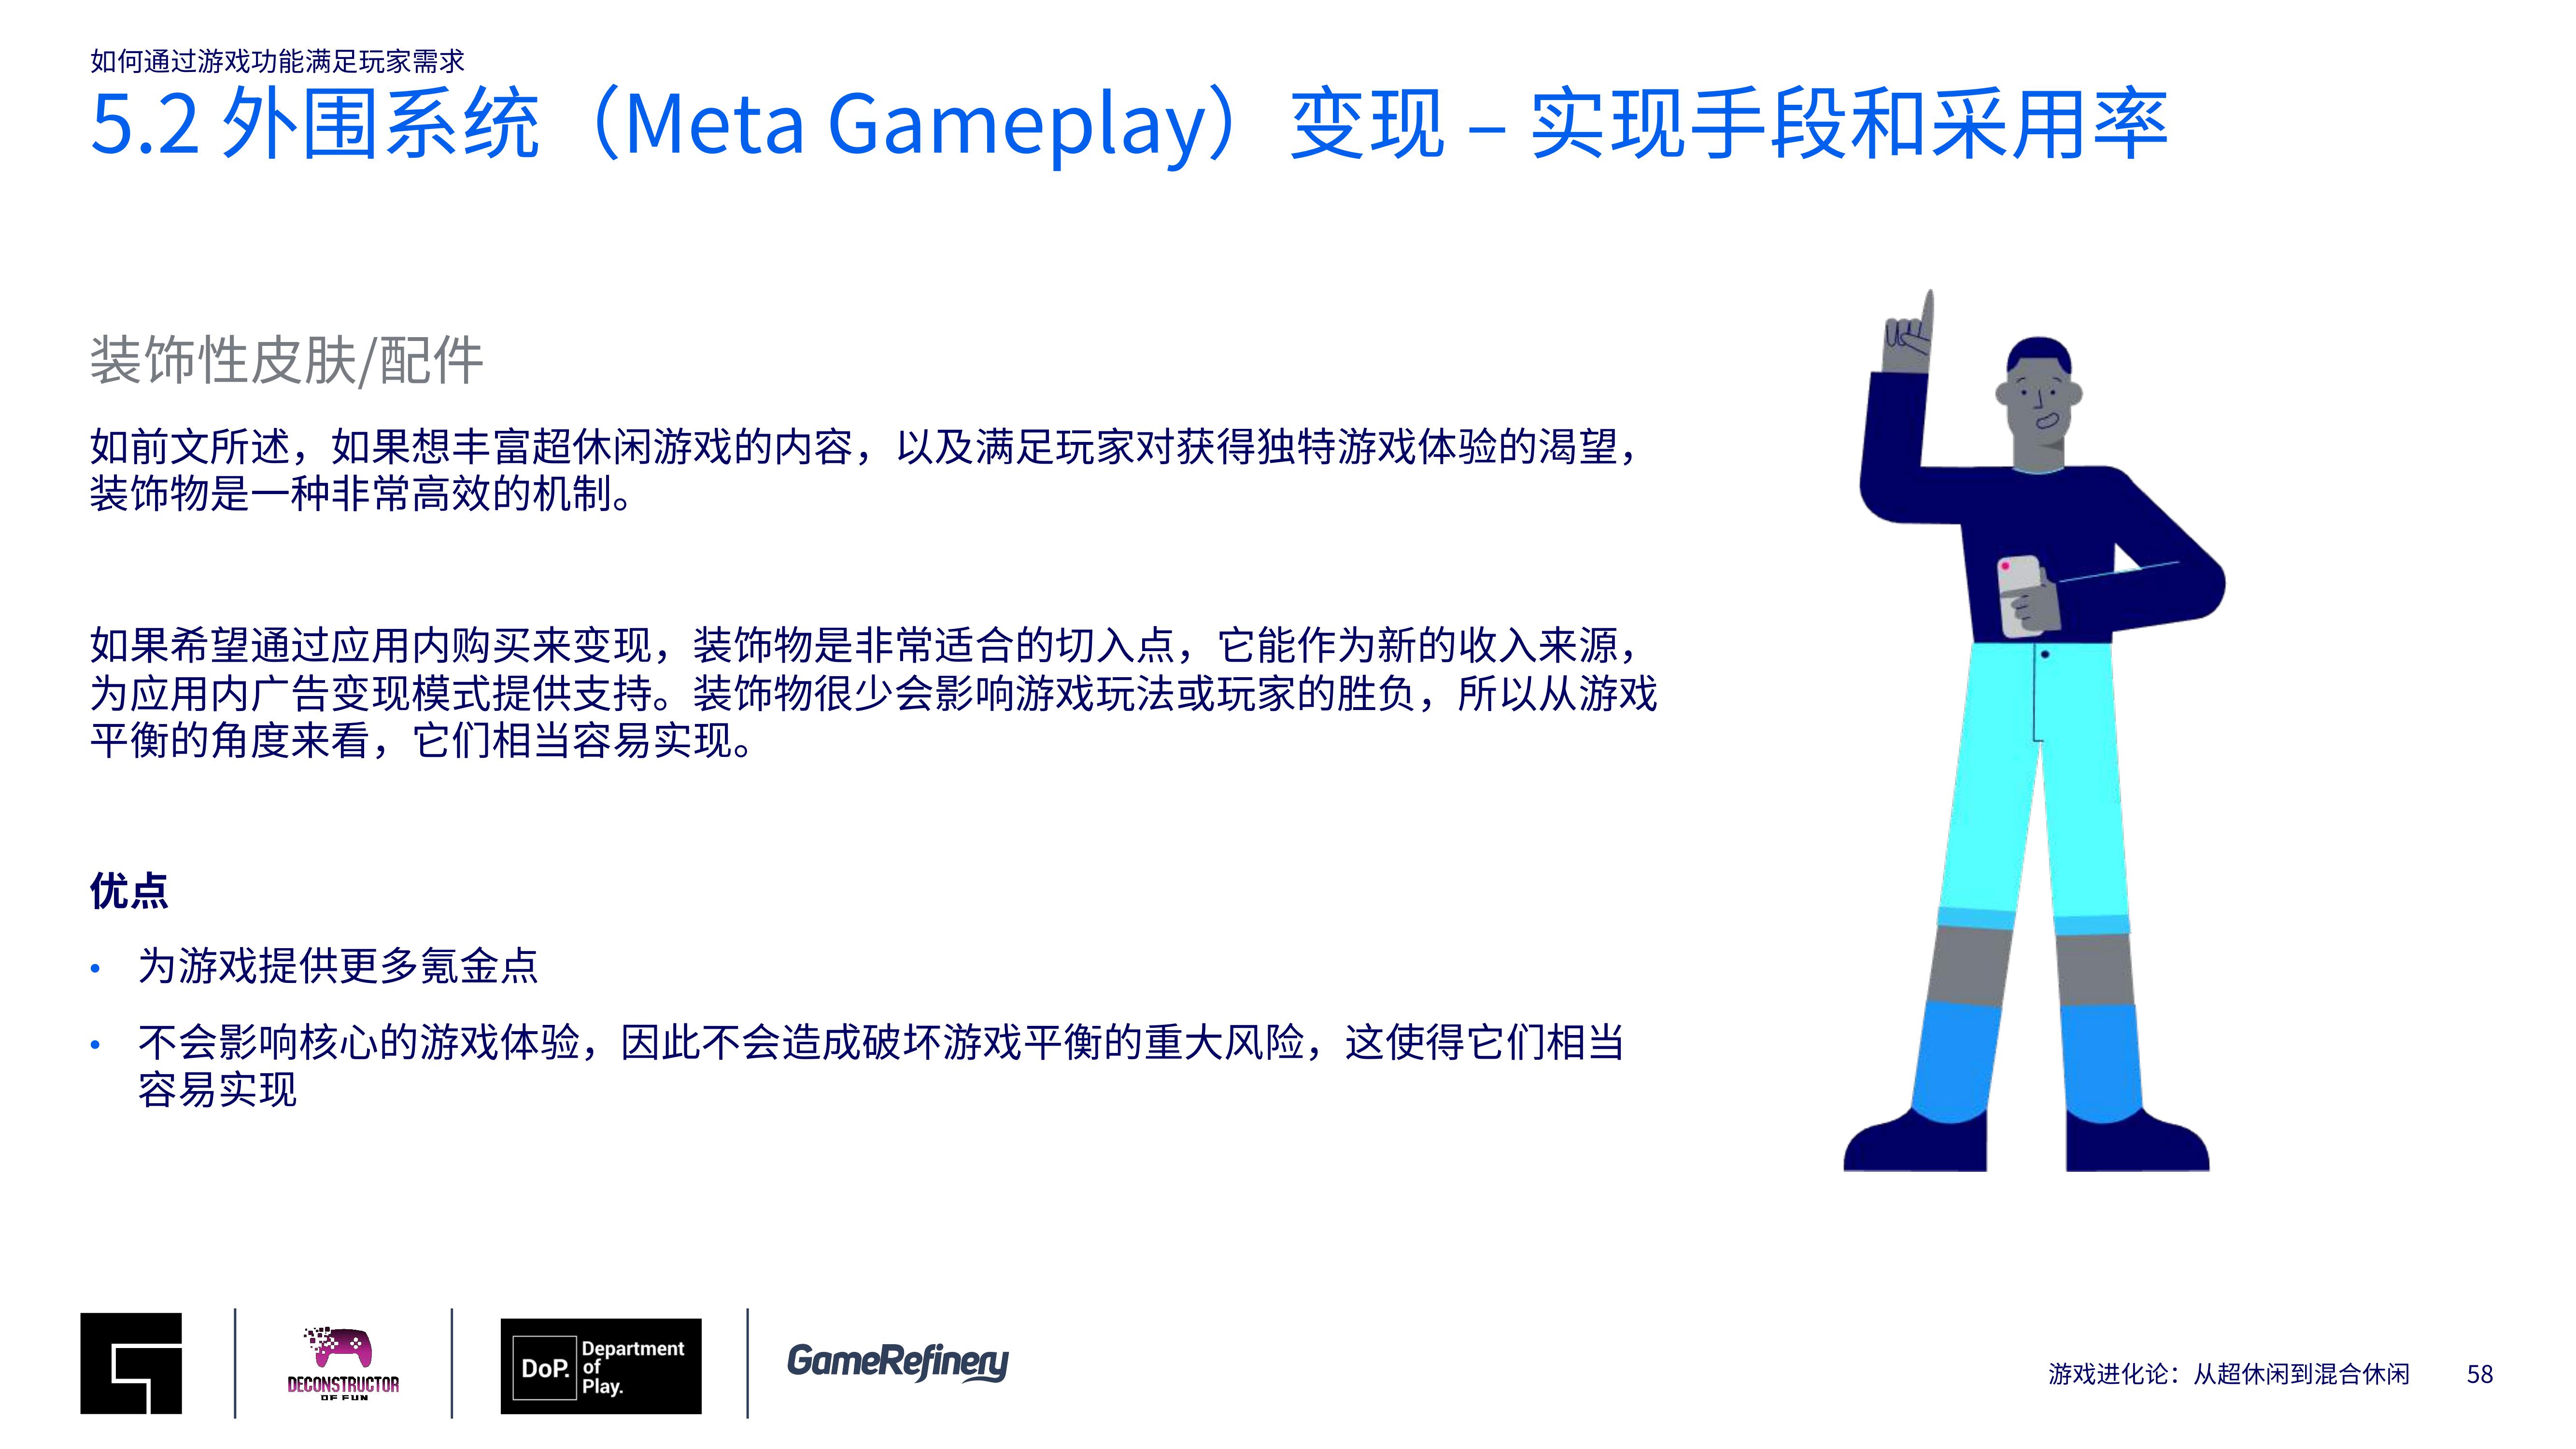 如何通过游戏功能满足玩家需求
5.2 外围系统（Meta Gameplay）变现 – 实现手段和采用率
装饰性皮肤/配件
如前文所述，如果想丰富超休闲游戏的内容，以及满足玩家对获得独特游戏体验的渴望，
装饰物是一种非常高效的机制。
如果希望通过应用内购买来变现，装饰物是非常适合的切入点，它能作为新的收入来源，
为应用内广告变现模式提供支持。装饰物很少会影响游戏玩法或玩家的胜负，所以从游戏
平衡的角度来看，它们相当容易实现。
优点
• 为游戏提供更多氪金点
• 不会影响核心的游戏体验，因此不会造成破坏游戏平衡的重大风险，这使得它们相当
容易实现
DECONSTRUCTOR
OF FUN
DoP.
Department
of
Play.
GameRefinery
游戏进化论：从超休闲到混合休闲
58